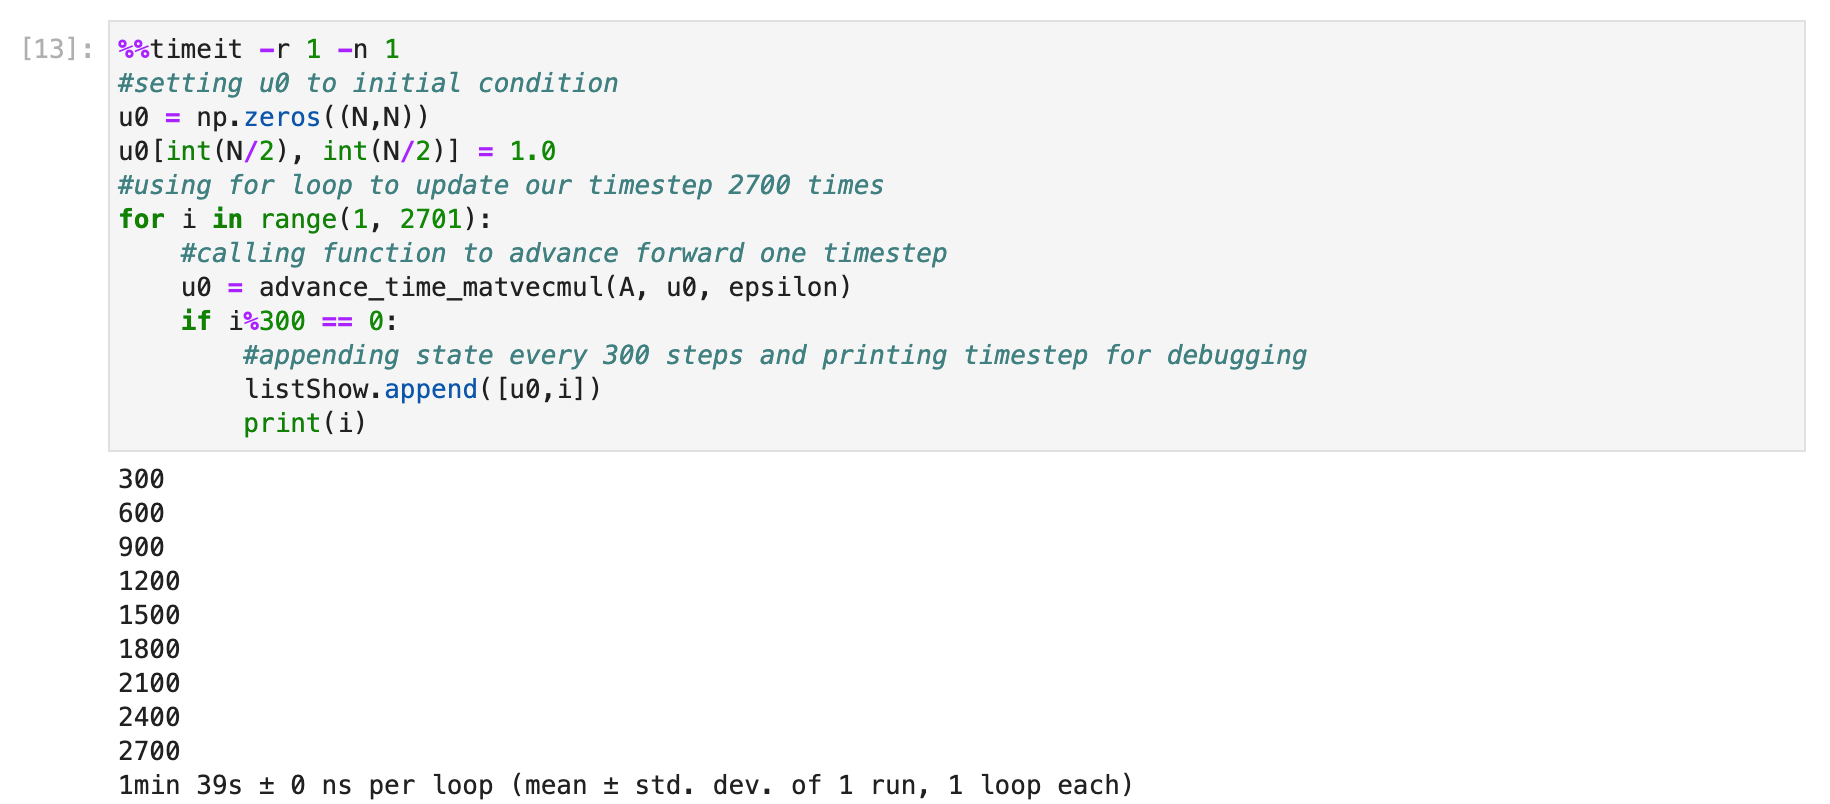 [13]: %%timeit -r 1 -n 1
#setting u0 to initial condition
u0 = np.zeros((N,N))
u0[int(N/2), int(N/2)] = 1.0
#using for loop to update our timestep 2700 times
for i in range(1, 2701):
    #calling function to advance forward one timestep
    u0 = advance_time_matvecmul(A, u0, epsilon)
    if i%300 == 0:
        #appending state every 300 steps and printing timestep for debugging
        listShow.append([u0,i])
        print(i)
300
600
900
1200
1500
1800
2100
2400
2700
1min 39s ± 0 ns per loop (mean ± std. dev. of 1 run, 1 loop each)